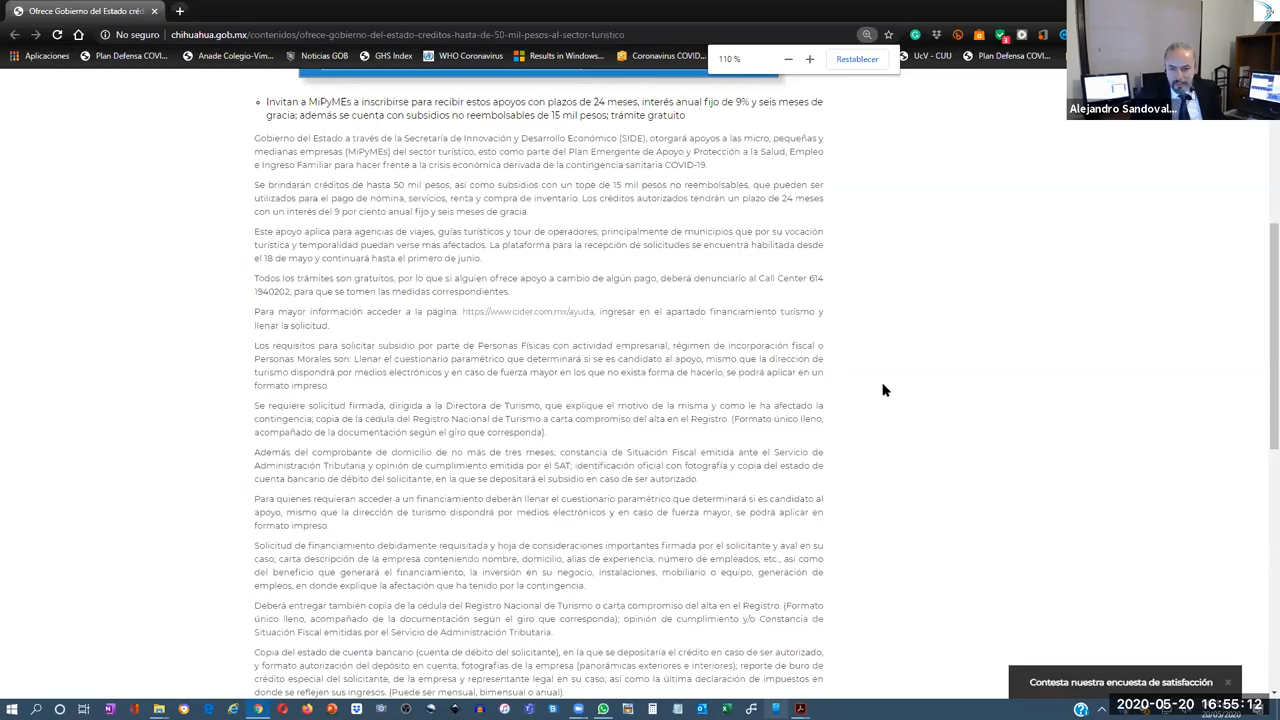 Ofrece Gobierno del Estado créd
No seguro
chihuahua.gob.mx/contenidos/ofrece-gobierno-del-estado-creditos-hasta-de-50-mil-pesos-al-sector-turistico
Aplicaciones
Plan Defensa COVID...
Anade Colegio Vim...
Noticias GOB.
GHS Index
WHO Coronavirus
Results | Windows E...
Coronavirus COVID...
UcV - CUU
Plan Defensa COVID...
110 %
Restablecer
Alejandro Sandoval...
Invitan a MiPyMEs a inscribirse para recibir estos apoyos con plazos de 24 meses, interés anual fijo de 9% y seis meses de
gracia; además se cuenta con apoyo no reembolsables de 15 mil pesos; trámite gratuito
Gobierno del Estado a través de la Secretaría de Innovación y Desarrollo Económico (SIDE), otorgará apoyos a las micro, pequeñas y
medianas empresas (MiPyMEs) del sector turístico; esto como parte del Plan Emergente de Apoyo y Protección a la Salud, Empleo
e Ingreso Familiar para hacer frente a la crisis económica derivada de la contingencia sanitaria COVID-19.
Se brindarán créditos de hasta 50 mil pesos, así como subsidios con un tope de 15 mil pesos no reembolsables, que pueden ser
utilizados para el pago de nómina, servicios, renta y compra de inventario. Los créditos autorizados tendrán un plazo de 24 meses
con un interés del 9 por ciento anual fijo y seis meses de gracia.
Este apoyo aplica para agencias de viajes, guías turísticos y tour de operadores; principalmente de municipios que por su vocación
turística y temporalidad puedan verse más afectados. La plataforma para la recepción de solicitudes se encuentra habilitada desde
el 18 de mayo y continuará hasta el primero de junio.
Todos los trámites son gratuitos, por lo que si alguien ofrece apoyo a cambio de algún pago, deberá denunciarlo al Call Center 614
1940202, para que se tomen las medidas correspondientes.
Para mayor información acceder a la página: https://www.cider.com.mx/ayuda, ingresar en el apartado financiamiento turismo y
llenar la solicitud.
Los requisitos para solicitar subsidio por parte de Personas Físicas con actividad empresarial, régimen de incorporación fiscal o
Personas Morales son: Llenar el cuestionario paramétrico que determinará si se es candidato al apoyo, mismo que la dirección de
turismo dispondrá por medios electrónicos y en caso de fuerza mayor en los que no exista forma de hacerlo, se podrá aplicar en un
formato impreso.
Se requiere solicitud firmada, dirigida a la Directora de Turismo, que explique el motivo de la misma y como le ha afectado la
contingencia; copia de la cédula del Registro Nacional de Turismo a carta compromiso del alta en el Registro. (Formato único lleno,
acompañado de la documentación según el giro que corresponda).
Además del comprobante de domicilio de no más de tres meses; constancia de Situación Fiscal emitida ante el Servicio de
Administración Tributaria y opinión de cumplimiento emitida por el SAT; identificación oficial con fotografía y copia del estado de
cuenta bancario de débito del solicitante, en la que se depositará el subsidio en caso de ser autorizado.
Para quienes requieran acceder a un financiamiento deberán llenar el cuestionario paramétrico que determinará si es candidato al
apoyo, mismo que la dirección de turismo dispondrá por medios electrónicos y en caso de fuerza mayor, se podrá aplicar en
formato impreso.
Solicitud de financiamiento debidamente requisitada y hoja de consideraciones importantes firmada por el solicitante y aval en su
caso; carta descripción de la empresa conteniendo nombre, domicilio, alias de experiencia, número de empleados, etc., así como
del beneficio que generará el financiamiento, la inversión en su negocio, instalaciones, mobiliario o equipo, generación de
empleos, en donde explique la afectación que ha tenido por la contingencia.
Deberá entregar también copia de la cédula del Registro Nacional de Turismo o carta compromiso del alta en el Registro. (Formato
único lleno, acompañado de la documentación según el giro que corresponda); opinión de cumplimiento y/o Constancia de
Situación Fiscal emitidas por el Servicio de Administración Tributaria.
Copia del estado de cuenta bancario (cuenta de débito del solicitante), en la que se depositaría el crédito en caso de ser autorizado,
y formato autorización del depósito en cuenta; fotografías de la empresa (panorámicas exteriores e interiores); reporte de buro de
crédito especial del solicitante, de la empresa y representante legal en su caso; así como la última declaración de impuestos en
donde se reflejen sus ingresos. (Puede ser mensual, bimensual o anual).
Contesta nuestra encuesta de satisfacción
2020-05-20 16:55:12
20/05/2020